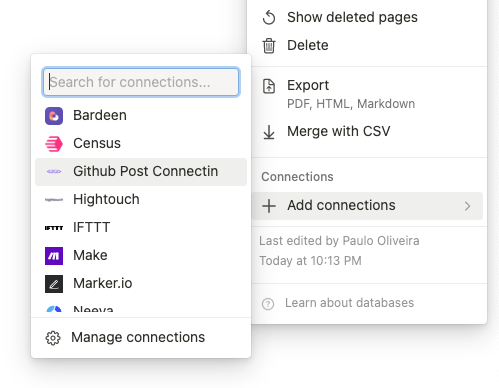 Show deleted pages
Delete
Export
PDF, HTML, Markdown
Merge with CSV
Connections
Add connections
Last edited by Paulo Oliveira
Today at 10:13 PM
Learn about databases
Search for connections...
Bardeen
Census
Github Post Connectin
Hightouch
IFTTT
Make
Marker.io
Neeva
Manage connections